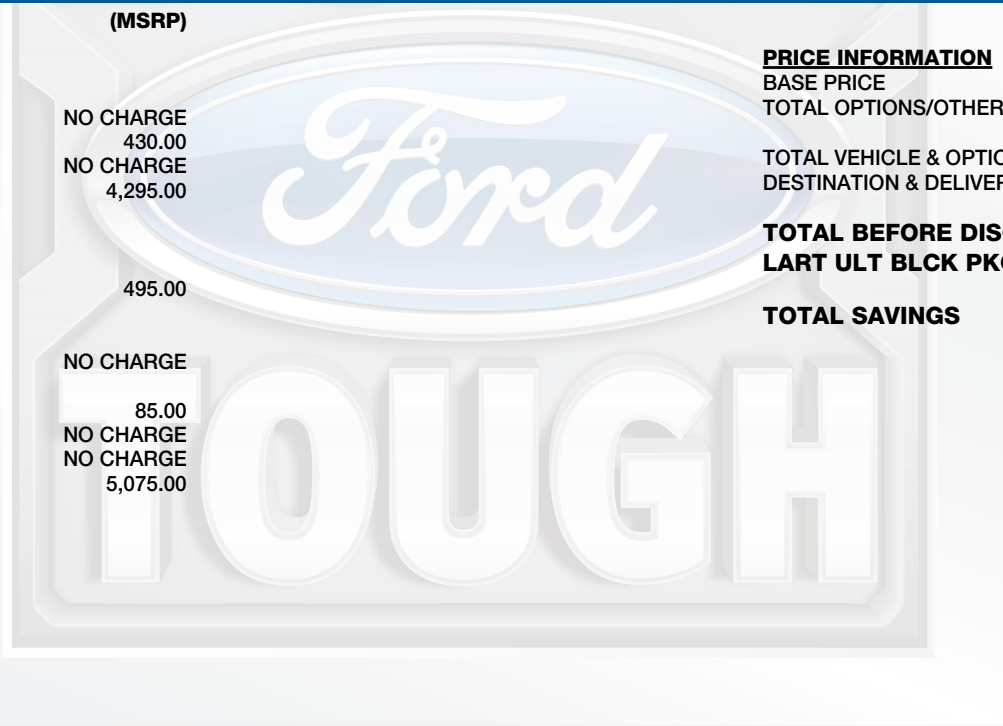 (MSRP)
NO CHARGE
430.00
NO CHARGE
4,295.00
495.00
NO CHARGE
85.00
NO CHARGE
NO CHARGE
5,075.00
PRICE INFORMATION
BASE PRICE
TOTAL OPTIONS/OTHER
TOTAL VEHICLE & OPTIO
DESTINATION & DELIVER
TOTAL BEFORE DIS
LART ULT BLCK PK
TOTAL SAVINGS
Ford
TOUGH